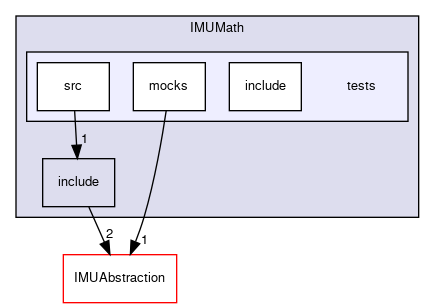 IMUMath
src
mocks
include
tests
1
include
2
1
IMUAbstraction